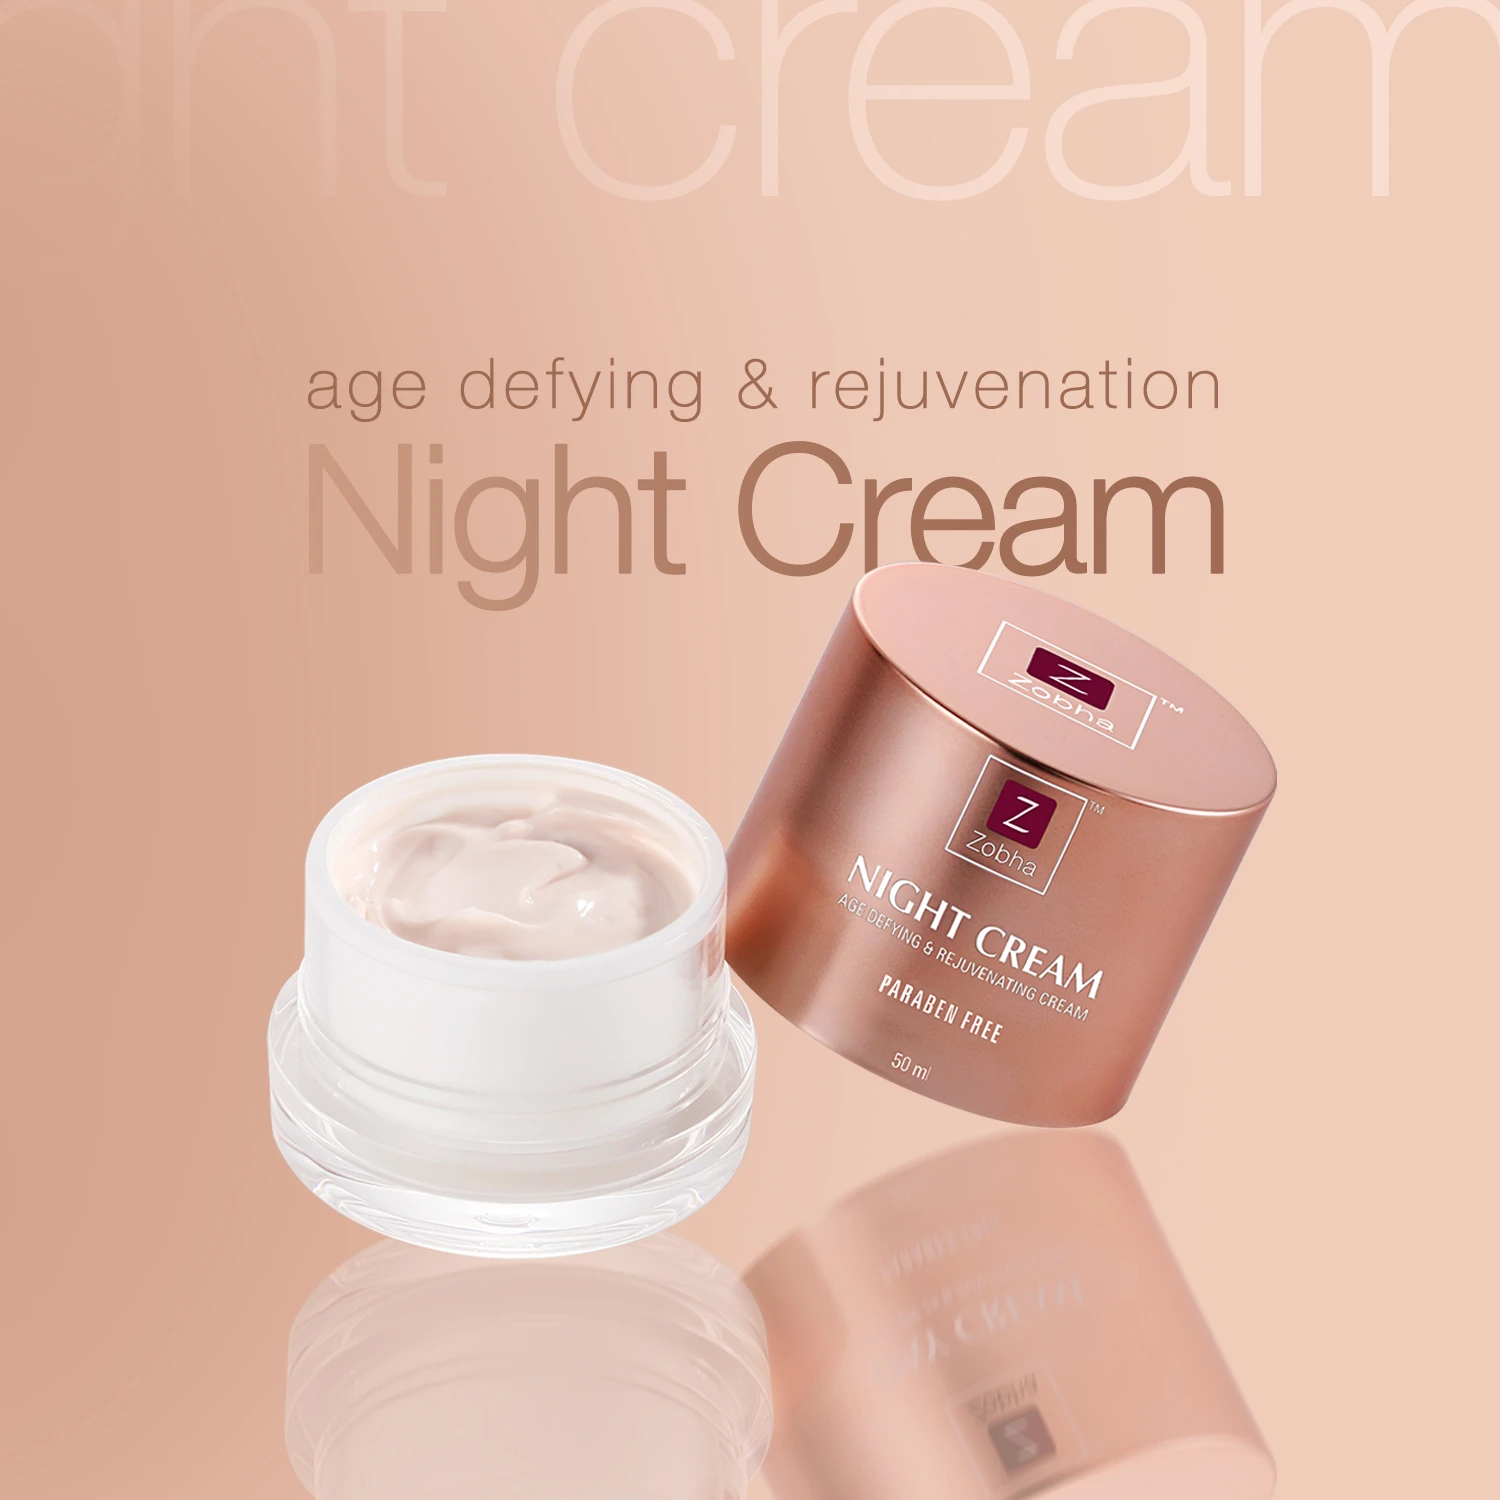 ght cream
age defying & rejuvenation
Night Cream
Z
Zobha
TM
Z
Zobha
TM
NIGHT CREAM
AGE DEFYING & REJUVENATING CREAM
PARABEN FREE
50 ml